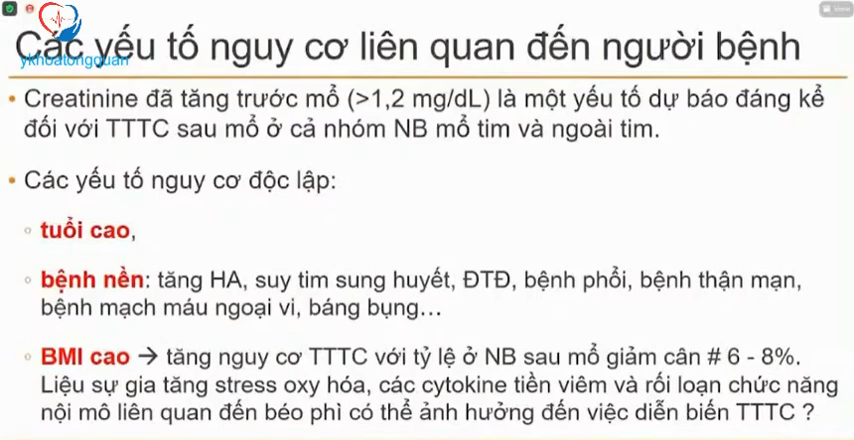 Các yếu tố nguy cơ liên quan đến người bệnh
ykhoatongquan
• Creatinine đã tăng trước mổ (>1,2 mg/dL) là một yếu tố dự báo đáng kể
đối với TTTC sau mổ ở cả nhóm NB mổ tim và ngoài tim.
• Các yếu tố nguy cơ độc lập:
◦ tuổi cao,
◦ bệnh nền: tăng HA, suy tim sung huyết, ĐTĐ, bệnh phổi, bệnh thận mạn,
bệnh mạch máu ngoại vi, báng bụng…
◦ BMI cao → tăng nguy cơ TTTC với tỷ lệ ở NB sau mổ giảm cân # 6 - 8%.
Liệu sự gia tăng stress oxy hóa, các cytokine tiền viêm và rối loạn chức năng
nội mô liên quan đến béo phì có thể ảnh hưởng đến việc diễn biến TTTC ?
View